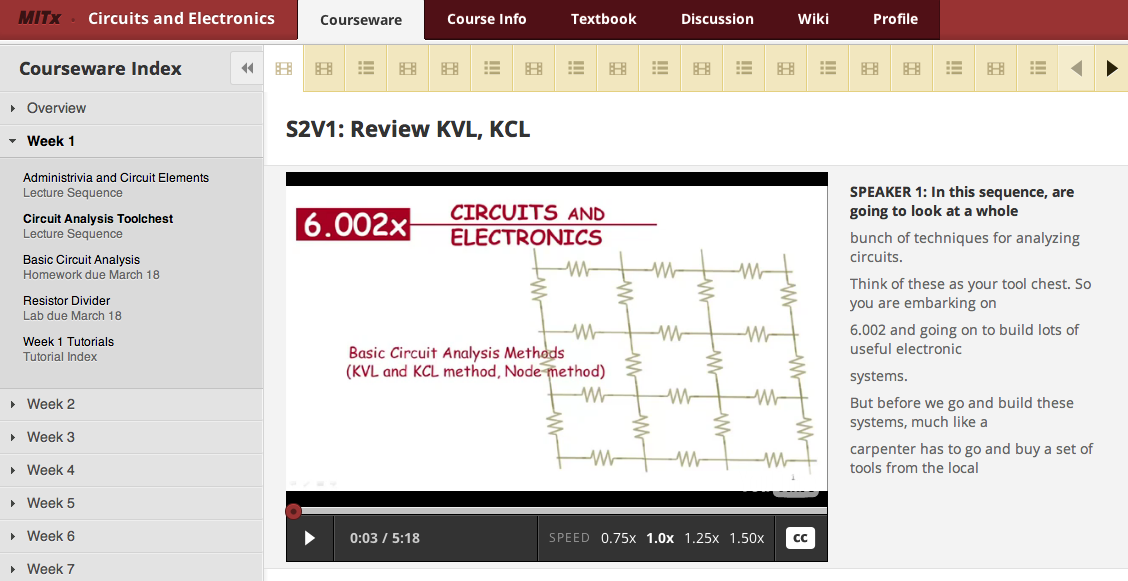 MITx Circuits and Electronics
Courseware
Course Info
Textbook
Discussion
Wiki
Profile
Courseware Index
Overview
Week 1
Administrivia and Circuit Elements
Lecture Sequence
Circuit Analysis Toolchest
Lecture Sequence
Basic Circuit Analysis
Homework due March 18
Resistor Divider
Lab due March 18
Week 1 Tutorials
Tutorial Index
Week 2
Week 3
Week 4
Week 5
Week 6
Week 7
S2V1: Review KVL, KCL
6.002x
CIRCUITS AND
ELECTRONICS
Basic Circuit Analysis Methods
(KVL and KCL method, Node method)
1
0:03 / 5:18
SPEED 0.75x 1.0x 1.25x 1.50x
CC
SPEAKER 1: In this sequence, are
going to look at a whole
bunch of techniques for analyzing
circuits.
Think of these as your tool chest. So
you are embarking on
6.002 and going on to build lots of
useful electronic
systems.
But before we go and build these
systems, much like a
carpenter has to go and buy a set of
tools from the local